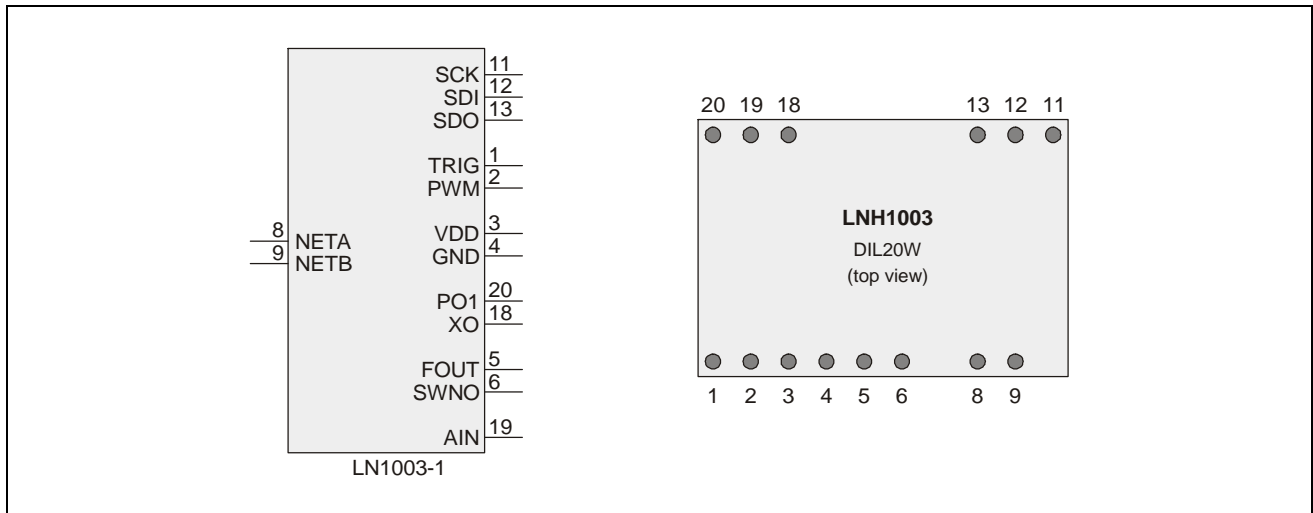 SCK 11
SDI 12
SDO 13
TRIG 1
PWM 2
8 NETA
9 NETB
VDD 3
GND 4
PO1 20
XO 18
FOUT 5
SWNO 6
AIN 19
LN1003-1
20 19 18 13 12 11
LNH1003
DIL20W
(top view)
1 2 3 4 5 6 8 9